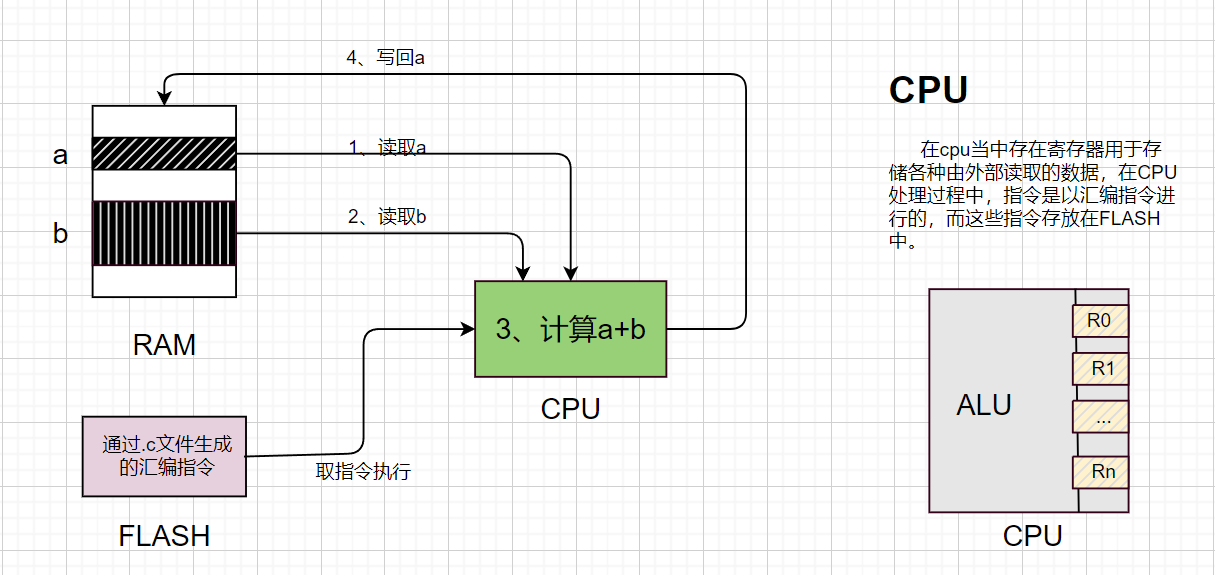 4、写回a
a
1、读取a
b
2、读取b
RAM
3、计算a+b
CPU
通过.c文件生成
的汇编指令
取指令执行
FLASH
CPU
在cpu当中存在寄存器用于存
储各种由外部读取的数据，在CPU
处理过程中，指令是以汇编指令进
行的，而这些指令存放在FLASH
中。
R0
R1
ALU
...
Rn
CPU